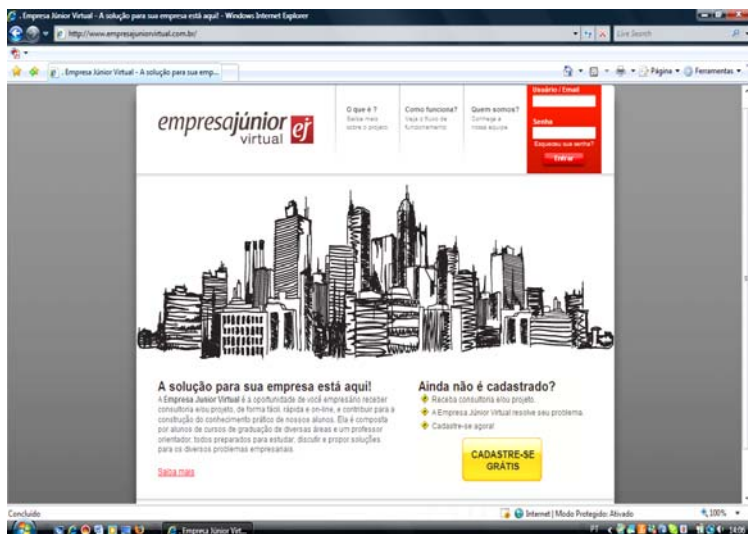 . Empresa Júnior Virtual - A solução para sua empresa está aqui! - Windows Internet Explorer
http://www.empresajuniorvirtual.com.br/
Live Search
. Empresa Júnior Virtual - A solução para sua emp...
Página
Ferramentas
empresajúnior
virtual
ej
O que é ?
Saiba mais
sobre o projeto
Como funciona?
Veja o fluxo de
funcionamento
Quem somos?
Conheça a
nossa equipe
Usuário / Email
Senha
Esqueceu sua senha?
Entrar
A solução para sua empresa está aqui!
A Empresa Junior Virtual é a oportunidade de você empresário receber
consultoria e/ou projeto, de forma fácil, rápida e on-line, e contribuir para a
construção do conhecimento prático de nossos alunos. Ela é composta
por alunos de cursos de graduação de diversas áreas e um professor
orientador, todos preparados para estudar, discutir e propor soluções
para os diversos problemas empresariais.
Saiba mais
Ainda não é cadastrado?
Receba consultoria e/ou projeto.
A Empresa Júnior Virtual resolve seu problema.
Cadastre-se agora!
CADASTRE-SE
GRÁTIS
Concluído
Internet | Modo Protegido: Ativado
100%
. Empresa Júnior Virt...
PT
14:06